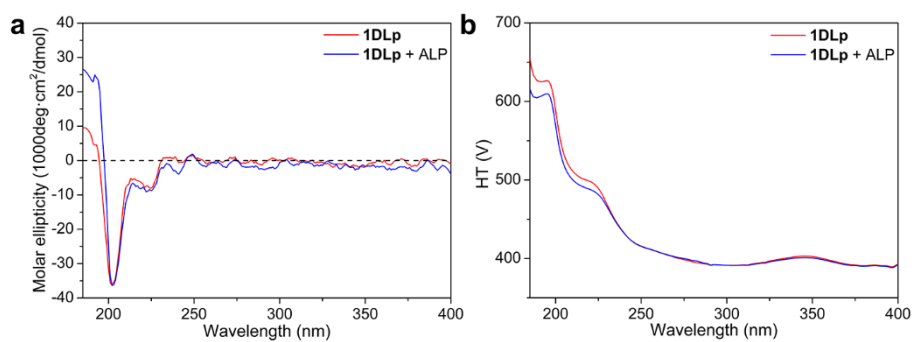 a
1DLp
1DLp + ALP
Molar ellipticity (1000deg·cm²/dmol)
40
30
20
10
0
-10
-20
-30
-40
200 250 300 350 400
Wavelength (nm)
b
1DLp
1DLp + ALP
HT (V)
700
600
500
400
200 250 300 350 400
Wavelength (nm)